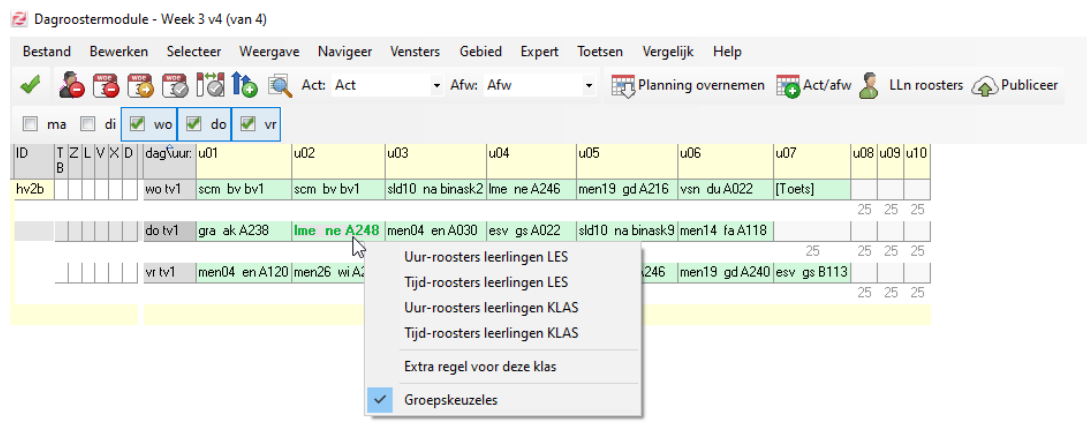 Dagroostermodule - Week 3 v4 (van 4)
Bestand Bewerken Selecteer Weergave Navigeer Vensters Gebied Expert Toetsen Vergelijk Help
Act: Act Afw: Afw Planning overnemen Act/afw LLn roosters Publiceer
ma di wo do vr
ID T B Z L V X D dag\uur: u01 u02 u03 u04 u05 u06 u07 u08 u09 u10
hv2b wo tv1 scm bv bv1 scm bv bv1 sld10 na binask2 lme ne A246 men19 gd A216 vsn du A022 [Toets]
25 25 25
do tv1 gra ak A238 lme ne A248 men04 en A030 esv gs A022 sld10 na binask9 men14 fa A118
25 25 25 25
vr tv1 men04 en A120 men26 wi A2 246 men19 gd A240 esv gs B113
25 25 25
Uur-roosters leerlingen LES
Tijd-roosters leerlingen LES
Uur-roosters leerlingen KLAS
Tijd-roosters leerlingen KLAS
Extra regel voor deze klas
Groepskeuzeles